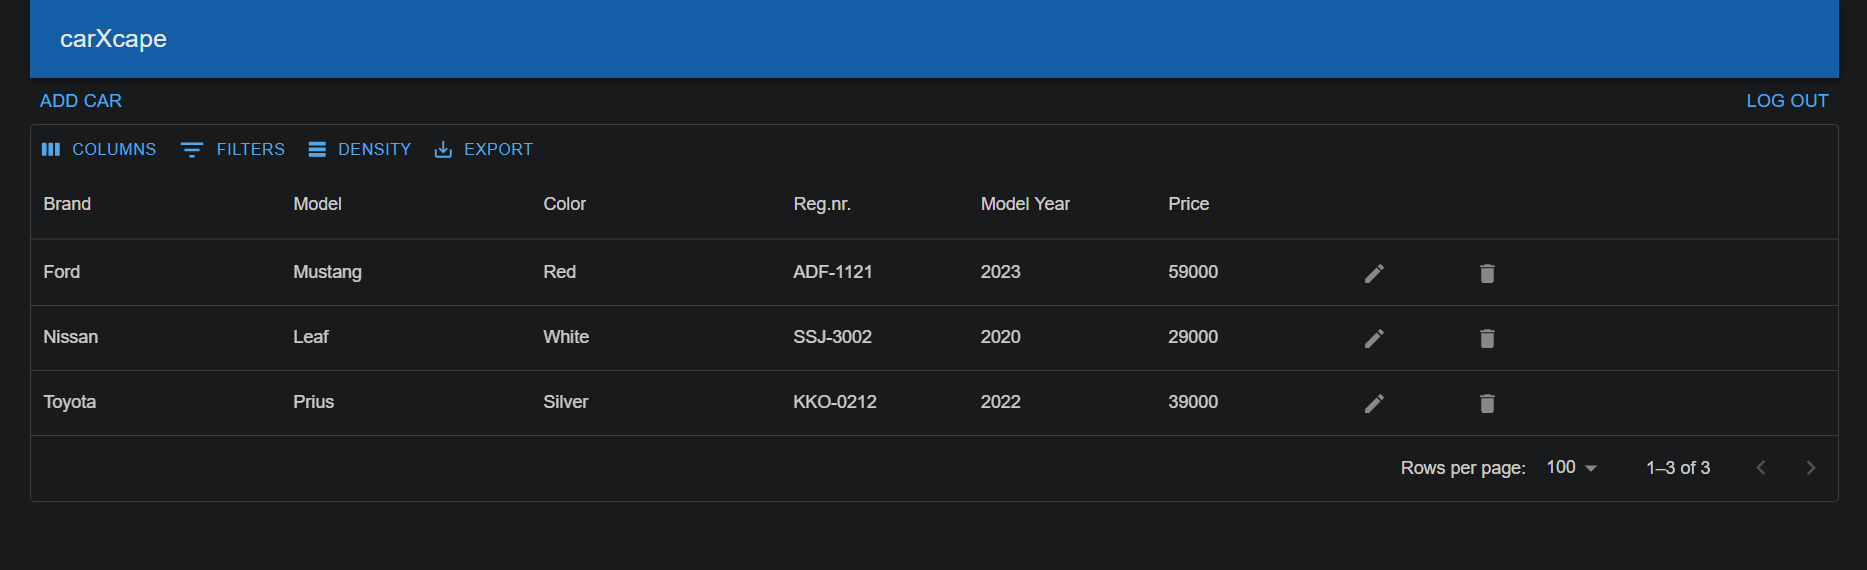 carXcape
ADD CAR LOG OUT
COLUMNS FILTERS DENSITY EXPORT
Brand Model Color Reg.nr. Model Year Price
Ford Mustang Red ADF-1121 2023 59000
Nissan Leaf White SSJ-3002 2020 29000
Toyota Prius Silver KKO-0212 2022 39000
Rows per page: 100 1–3 of 3